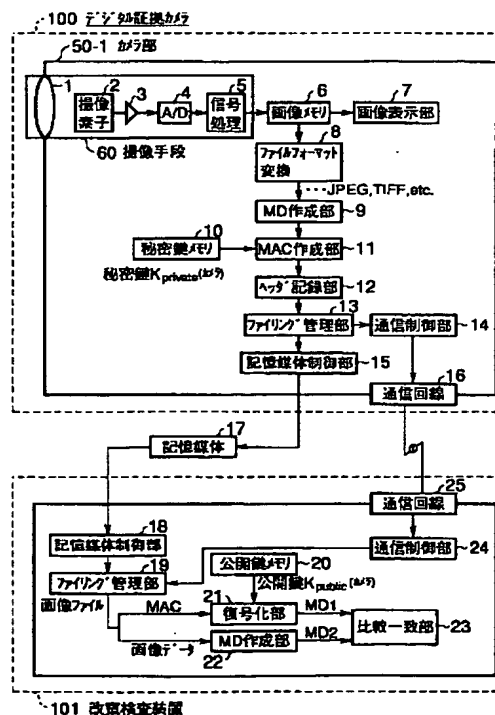 100 デジタル証拠カメラ
50-1 カメラ部
1
2
撮像
素子
3
4
A/D
5
信号
処理
6
画像メモリ
7
画像表示部
60 撮像手段
8
ファイルフォーマット
変換
･･･JPEG,TIFF,etc.
MD作成部
9
10
秘密鍵メモリ
MAC作成部
11
秘密鍵Kprivate(カメラ)
ヘッダ記録部
12
13
ファイリング管理部
通信制御部
14
15
記憶媒体制御部
16
通信回線
17
記憶媒体
25
通信回線
18
記憶媒体制御部
24
通信制御部
19
ファイリング管理部
公開鍵メモリ
20
画像ファイル
公開鍵Kpublic(カメラ)
MAC
21
復号化部
MD1
比較一致部
23
画像データ
MD作成部
22
MD2
101 改竄検査装置